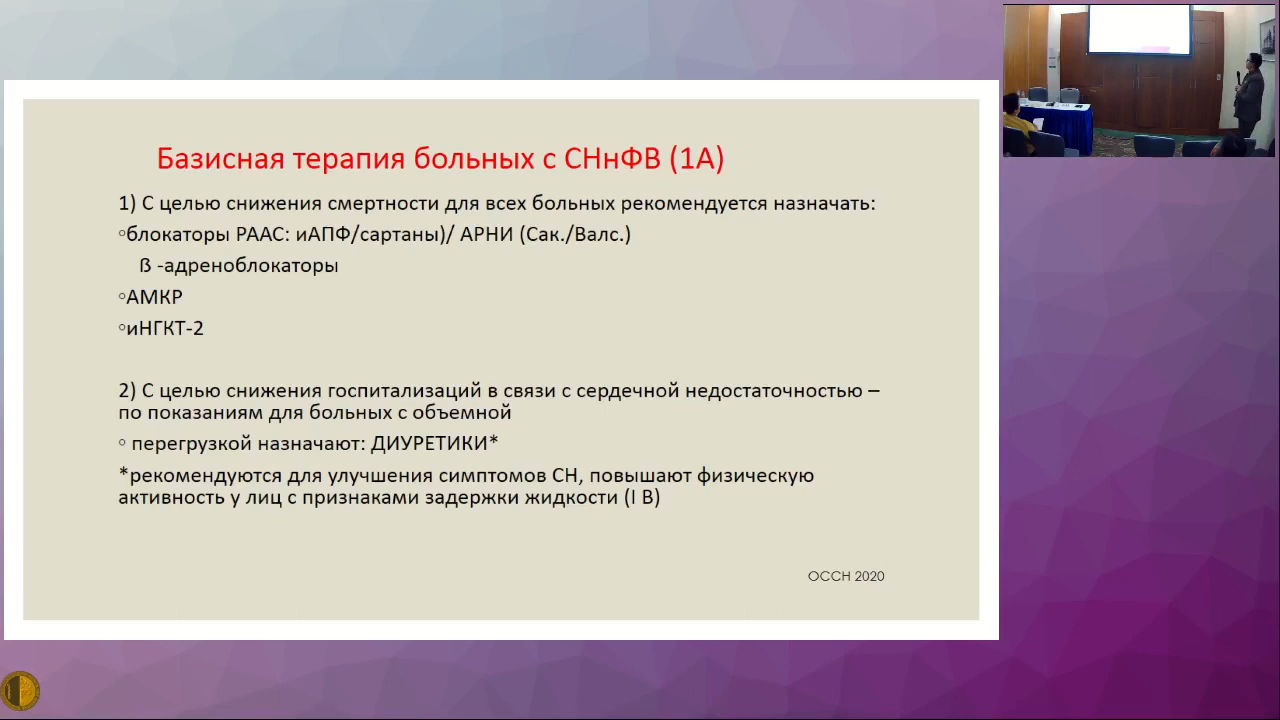 Базисная терапия больных с СНнФВ (1А)
1) С целью снижения смертности для всех больных рекомендуется назначать:
◦блокаторы РААС: иАПФ/сартаны)/ АРНИ (Сак./Валс.)
ß -адреноблокаторы
◦АМКР
◦иНГКТ-2
2) С целью снижения госпитализаций в связи с сердечной недостаточностью –
по показаниям для больных с объемной
◦ перегрузкой назначают: ДИУРЕТИКИ*
*рекомендуются для улучшения симптомов СН, повышают физическую
активность у лиц с признаками задержки жидкости (I B)
ОССН 2020